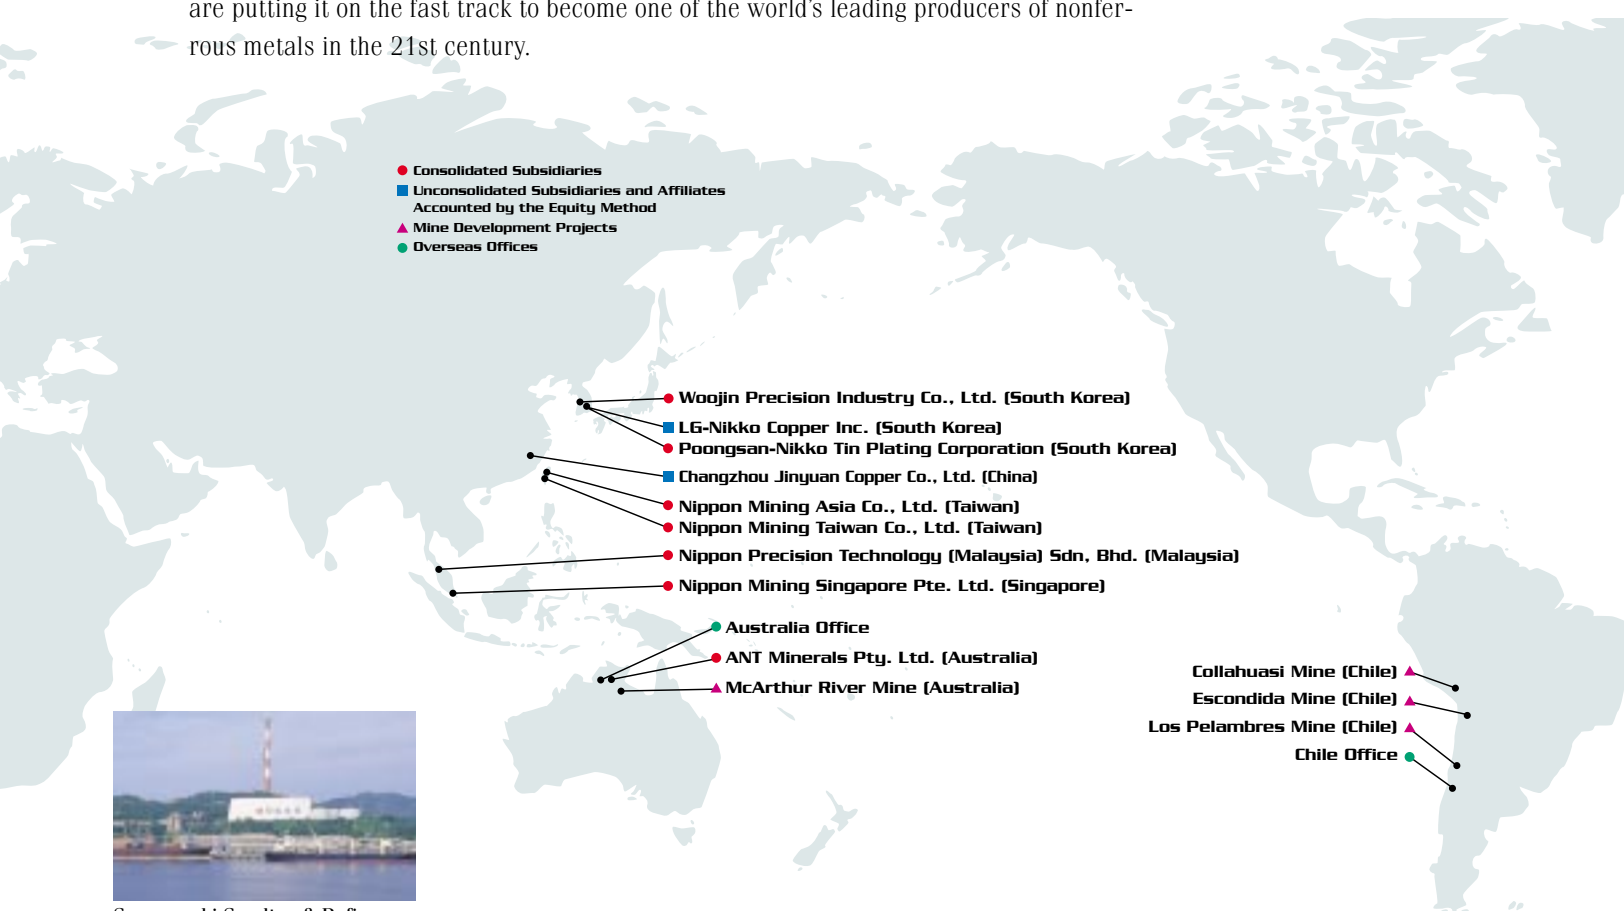 are putting it on the fast track to become one of the world's leading producers of nonfer-
rous metals in the 21st century.
Consolidated Subsidiaries
Unconsolidated Subsidiaries and Affiliates
Accounted by the Equity Method
Mine Development Projects
Overseas Offices
Woojin Precision Industry Co., Ltd. (South Korea)
LG-Nikko Copper Inc. (South Korea)
Poongsan-Nikko Tin Plating Corporation (South Korea)
Changzhou Jinyuan Copper Co., Ltd. (China)
Nippon Mining Asia Co., Ltd. (Taiwan)
Nippon Mining Taiwan Co., Ltd. (Taiwan)
Nippon Precision Technology (Malaysia) Sdn, Bhd. (Malaysia)
Nippon Mining Singapore Pte. Ltd. (Singapore)
Australia Office
ANT Minerals Pty. Ltd. (Australia)
McArthur River Mine (Australia)
Collahuasi Mine (Chile)
Escondida Mine (Chile)
Los Pelambres Mine (Chile)
Chile Office